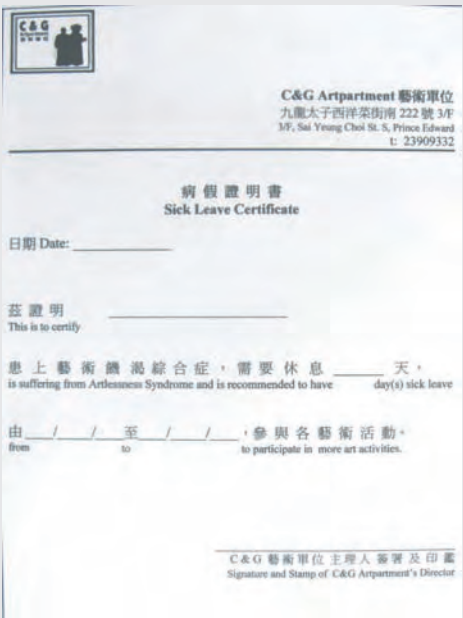 C&G
Artpartment
藝術單位
C&G Artpartment 藝術單位
九龍太子西洋菜街南 222 號 3/F
3/F, Sai Yeung Choi St. S, Prince Edward
t: 23909332
病假證明書
Sick Leave Certificate
日期 Date:
茲證明
This is to certify
患上藝術饑渴綜合症，需要休息 天，
is suffering from Artlessness Syndrome and is recommended to have day(s) sick leave
由 / / 至 / / ，參與各藝術活動。
from to to participate in more art activities.
C&G 藝術單位主理人簽署及印鑑
Signature and Stamp of C&G Artpartment's Director